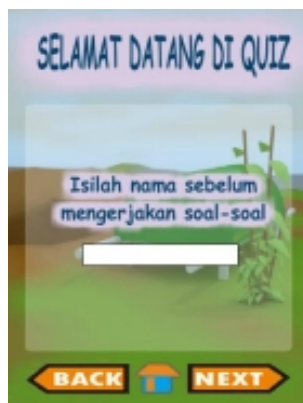 SELAMAT DATANG DI QUIZ
Isilah nama sebelum
mengerjakan soal-soal
BACK NEXT